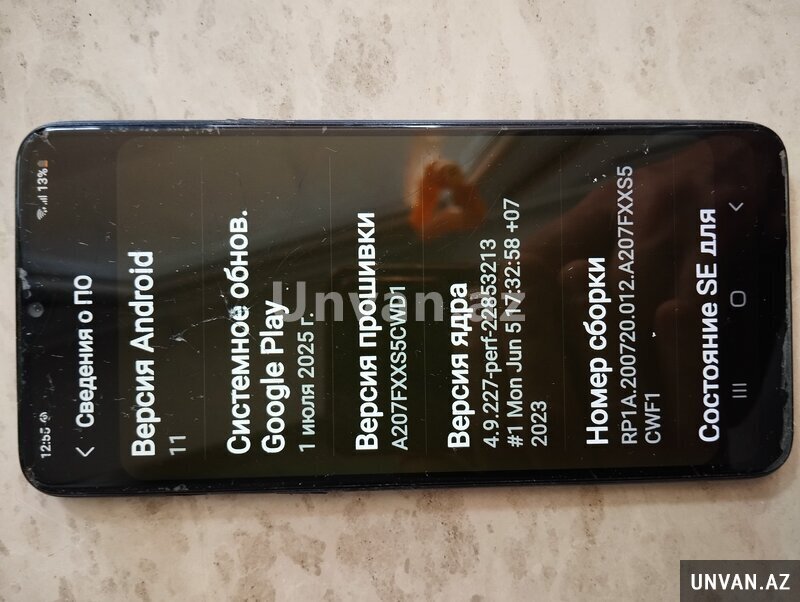 12:58
13%
Сведения о ПО
Версия Android
11
Системное обнов.
Google Play
1 июля 2025 г.
Версия прошивки
A207FXXS5CWD1
Версия ядра
4.9.227-perf-22853213
#1 Mon Jun 5 17:32:58 +07
2023
Номер сборки
RP1A.200720.012.A207FXXS5
CWF1
Состояние SE для
Unvan.az
UNVAN.AZ